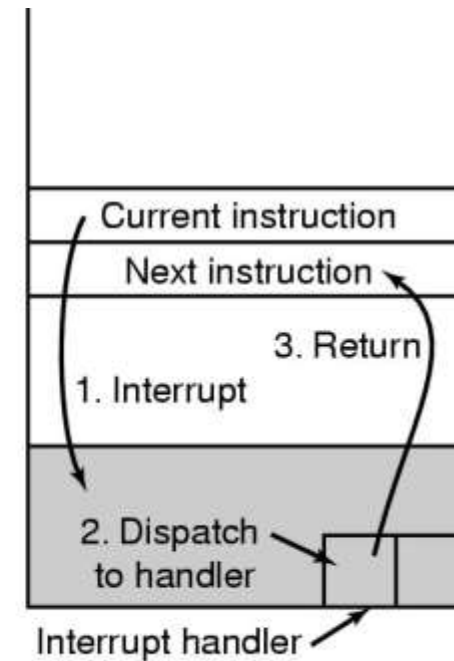 Current instruction
Next instruction
3. Return
1. Interrupt
2. Dispatch
to handler
Interrupt handler